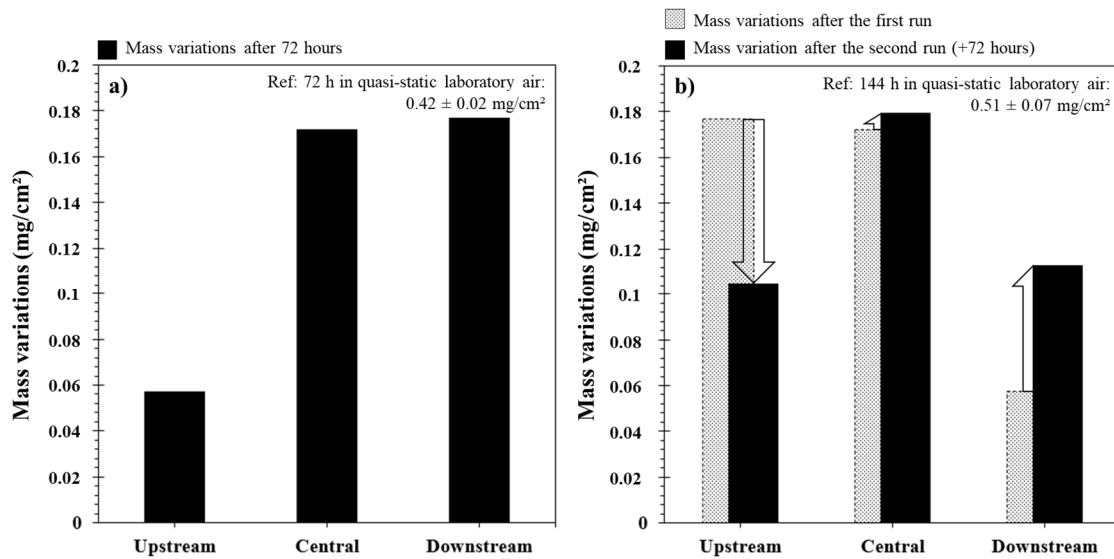 Mass variations after 72 hours
a)
Ref: 72 h in quasi-static laboratory air:
0.42 ± 0.02 mg/cm²
Mass variations (mg/cm²)
0.2
0.18
0.16
0.14
0.12
0.1
0.08
0.06
0.04
0.02
0
Upstream
Central
Downstream
Mass variations after the first run
Mass variation after the second run (+72 hours)
b)
Ref: 144 h in quasi-static laboratory air:
0.51 ± 0.07 mg/cm²
Mass variations (mg/cm²)
0.2
0.18
0.16
0.14
0.12
0.1
0.08
0.06
0.04
0.02
0
Upstream
Central
Downstream